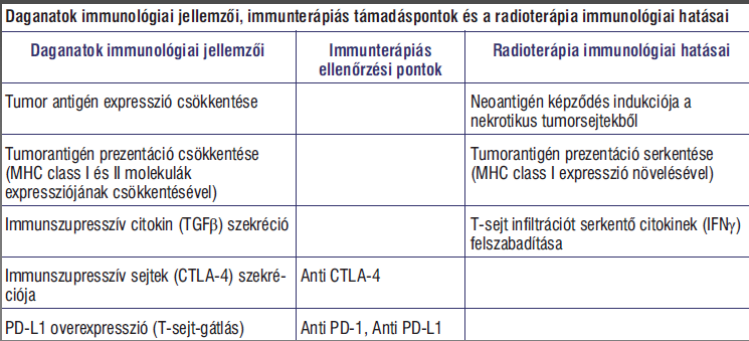 Daganatok immunológiai jellemzői, immunterápiás támadáspontok és a radioterápia immunológiai hatásai
Daganatok immunológiai jellemzői
Immunterápiás
ellenőrzési pontok
Radioterápia immunológiai hatásai
Tumor antigén expresszió csökkentése
Neoantigén képződés indukciója a
nekrotikus tumorsejtekből
Tumorantigén prezentáció csökkentése
(MHC class I és II molekulák
expressziójának csökkentésével)
Tumorantigén prezentáció serkentése
(MHC class I expresszió növelésével)
Immunszupresszív citokin (TGFβ) szekréció
T-sejt infiltrációt serkentő citokinek (IFNγ)
felszabadítása
Immunszupresszív sejtek (CTLA-4) szekré-
ciója
Anti CTLA-4
PD-L1 overexpresszió (T-sejt-gátlás)
Anti PD-1, Anti PD-L1